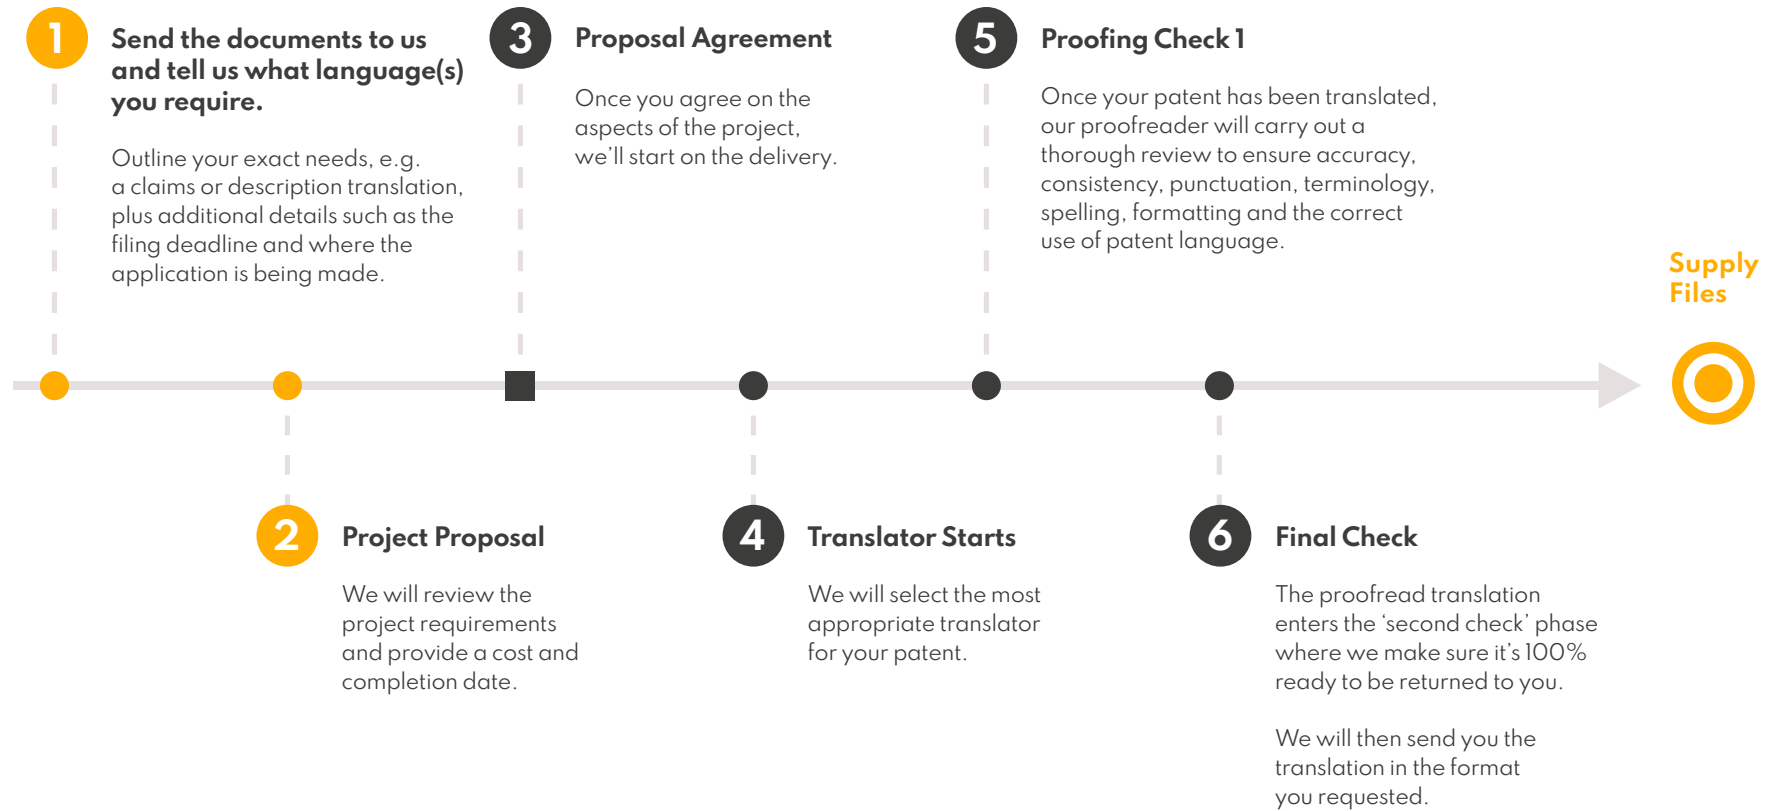 1
Send the documents to us
and tell us what language(s)
you require.
Outline your exact needs, e.g.
a claims or description translation,
plus additional details such as the
filing deadline and where the
application is being made.
2
Project Proposal
We will review the
project requirements
and provide a cost and
completion date.
3
Proposal Agreement
Once you agree on the
aspects of the project,
we’ll start on the delivery.
4
Translator Starts
We will select the most
appropriate translator
for your patent.
5
Proofing Check 1
Once your patent has been translated,
our proofreader will carry out a
thorough review to ensure accuracy,
consistency, punctuation, terminology,
spelling, formatting and the correct
use of patent language.
6
Final Check
The proofread translation
enters the ‘second check’ phase
where we make sure it’s 100%
ready to be returned to you.
We will then send you the
translation in the format
you requested.
Supply
Files